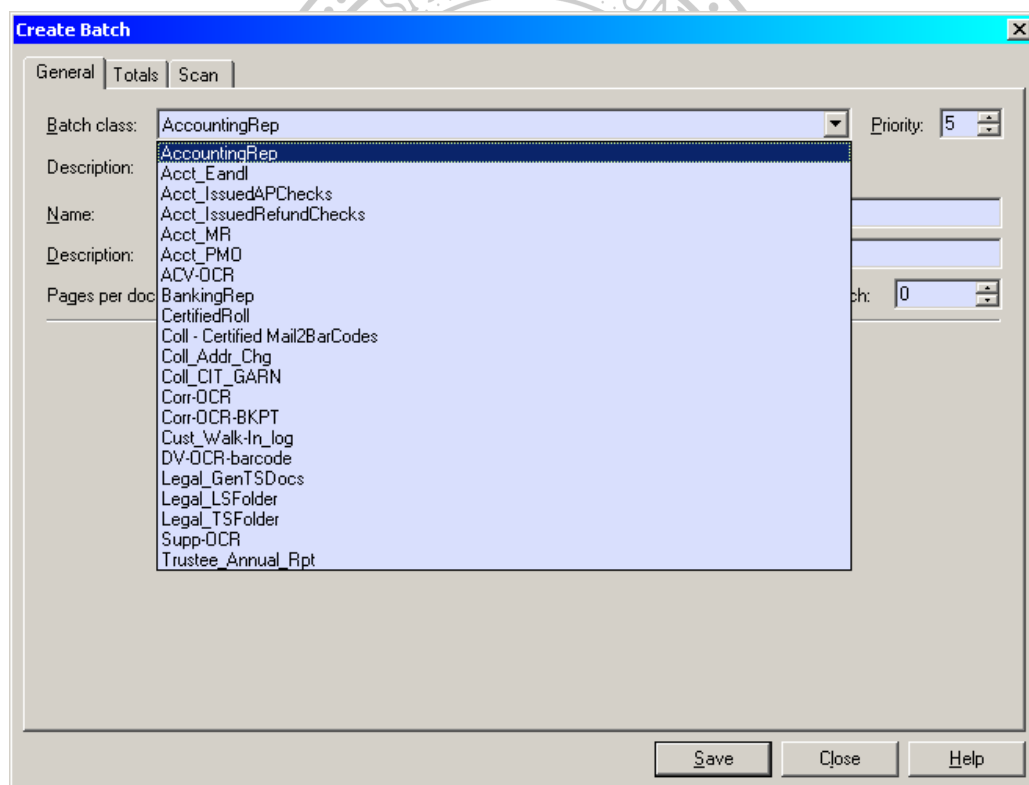 Create Batch
General Totals Scan
Batch class: AccountingRep Priority: 5
AccountingRep
Description:
Acct_EandI
Acct_IssuedAPChecks
Name:
Acct_IssuedRefundChecks
Acct_MR
Description:
Acct_PMO
ACV-OCR
Pages per doc BankingRep ch: 0
CertifiedRoll
Coll - Certified Mail2BarCodes
Coll_Addr_Chg
Coll_CIT_GARN
Corr-OCR
Corr-OCR-BKPT
Cust_Walk-In_log
DV-OCR-barcode
Legal_GenTSDocs
Legal_LSFolder
Legal_TSFolder
Supp-OCR
Trustee_Annual_Rpt
Save Close Help